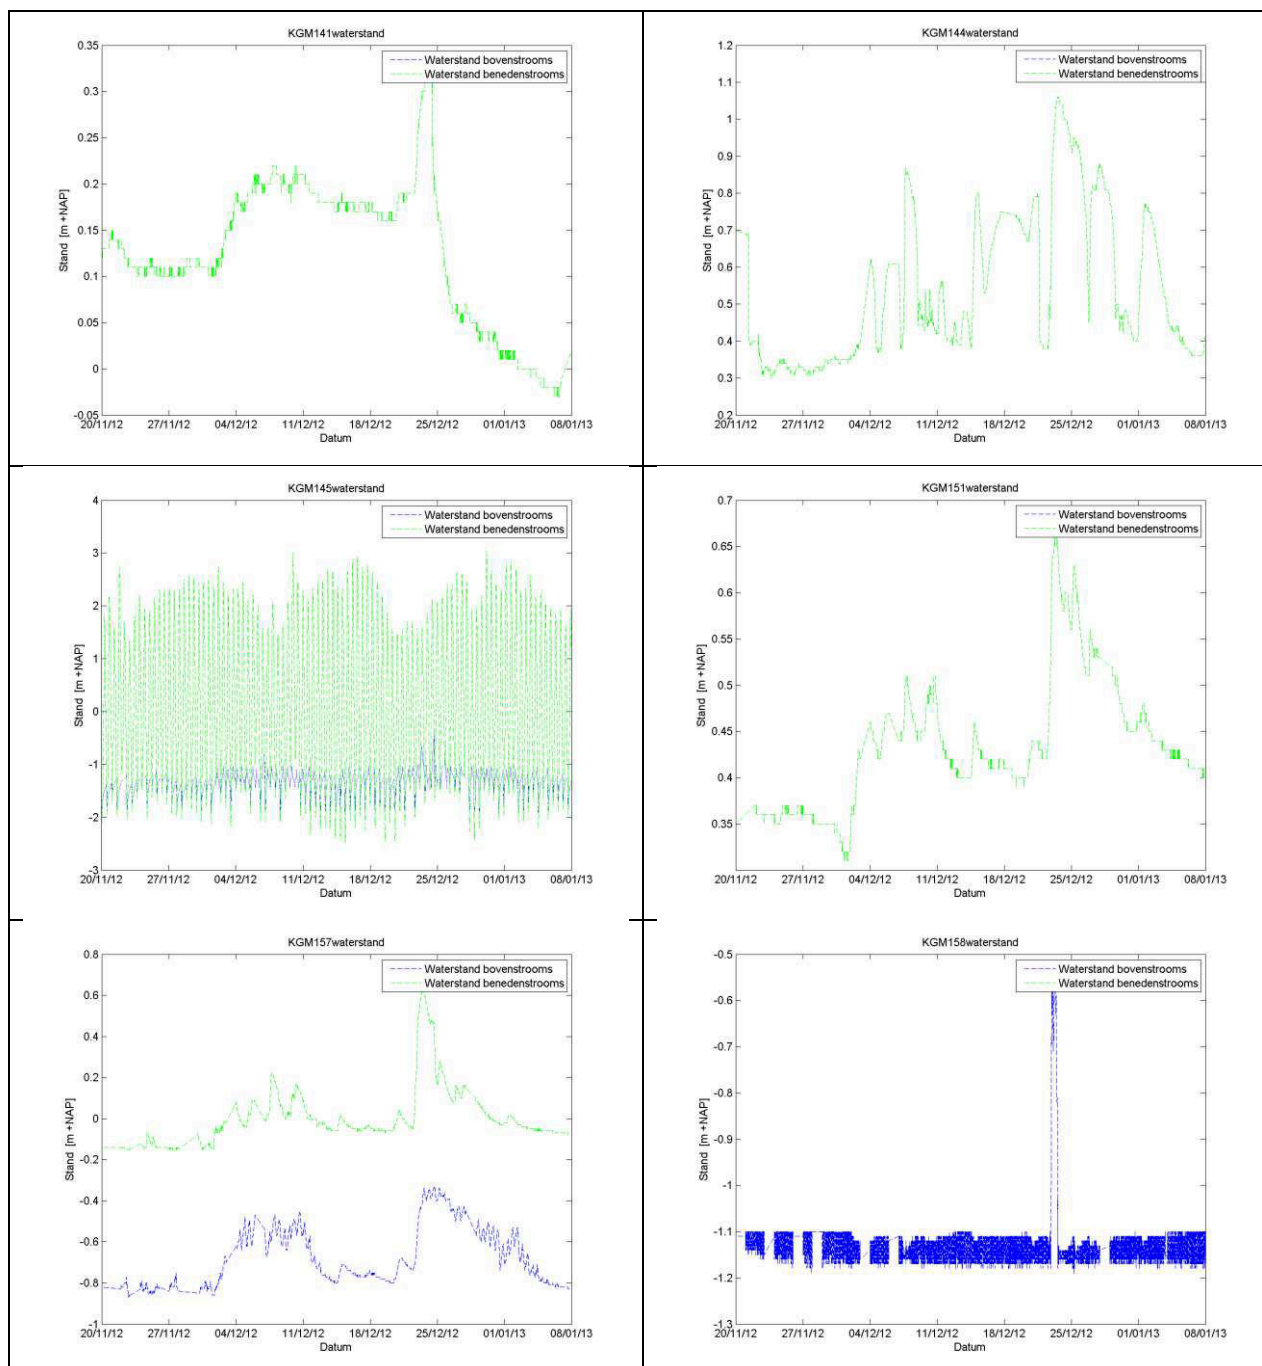 KGM141waterstand
0.35
0.3
0.25
0.2
0.15
0.1
0.05
0
-0.05
Stand [m +NAP]
Waterstand bovenstrooms
Waterstand benedenstrooms
20/11/12 27/11/12 04/12/12 11/12/12 18/12/12 25/12/12 01/01/13 08/01/13
Datum
KGM144waterstand
1.2
1.1
1
0.9
0.8
0.7
0.6
0.5
0.4
0.3
0.2
Stand [m +NAP]
Waterstand bovenstrooms
Waterstand benedenstrooms
20/11/12 27/11/12 04/12/12 11/12/12 18/12/12 25/12/12 01/01/13 08/01/13
Datum
KGM145waterstand
4
3
2
1
0
-1
-2
-3
Stand [m +NAP]
Waterstand bovenstrooms
Waterstand benedenstrooms
20/11/12 27/11/12 04/12/12 11/12/12 18/12/12 25/12/12 01/01/13 08/01/13
Datum
KGM151waterstand
0.7
0.65
0.6
0.55
0.5
0.45
0.4
0.35
Stand [m +NAP]
Waterstand bovenstrooms
Waterstand benedenstrooms
20/11/12 27/11/12 04/12/12 11/12/12 18/12/12 25/12/12 01/01/13 08/01/13
Datum
KGM157waterstand
0.8
0.6
0.4
0.2
0
-0.2
-0.4
-0.6
-0.8
-1
Stand [m +NAP]
Waterstand bovenstrooms
Waterstand benedenstrooms
20/11/12 27/11/12 04/12/12 11/12/12 18/12/12 25/12/12 01/01/13 08/01/13
Datum
KGM158waterstand
-0.5
-0.6
-0.7
-0.8
-0.9
-1
-1.1
-1.2
-1.3
Stand [m +NAP]
Waterstand bovenstrooms
Waterstand benedenstrooms
20/11/12 27/11/12 04/12/12 11/12/12 18/12/12 25/12/12 01/01/13 08/01/13
Datum